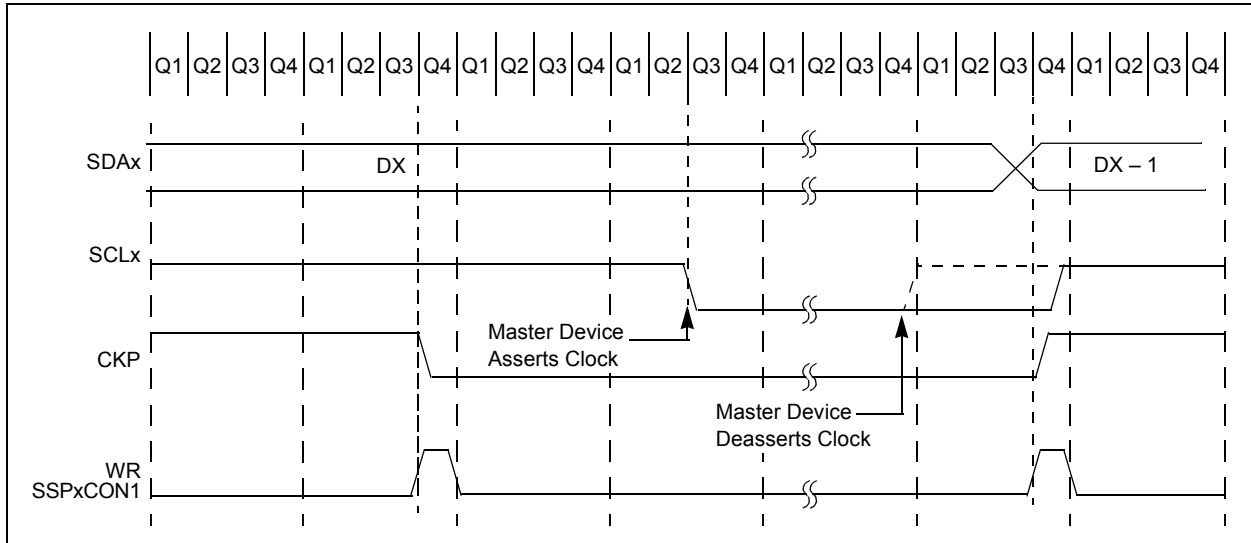 Q1 Q2 Q3 Q4 Q1 Q2 Q3 Q4 Q1 Q2 Q3 Q4 Q1 Q2 Q3 Q4 Q1 Q2 Q3 Q4 Q1 Q2 Q3 Q4 Q1 Q2 Q3 Q4
SDAx
DX
DX – 1
SCLx
Master Device
Asserts Clock
CKP
Master Device
Deasserts Clock
WR
SSPxCON1